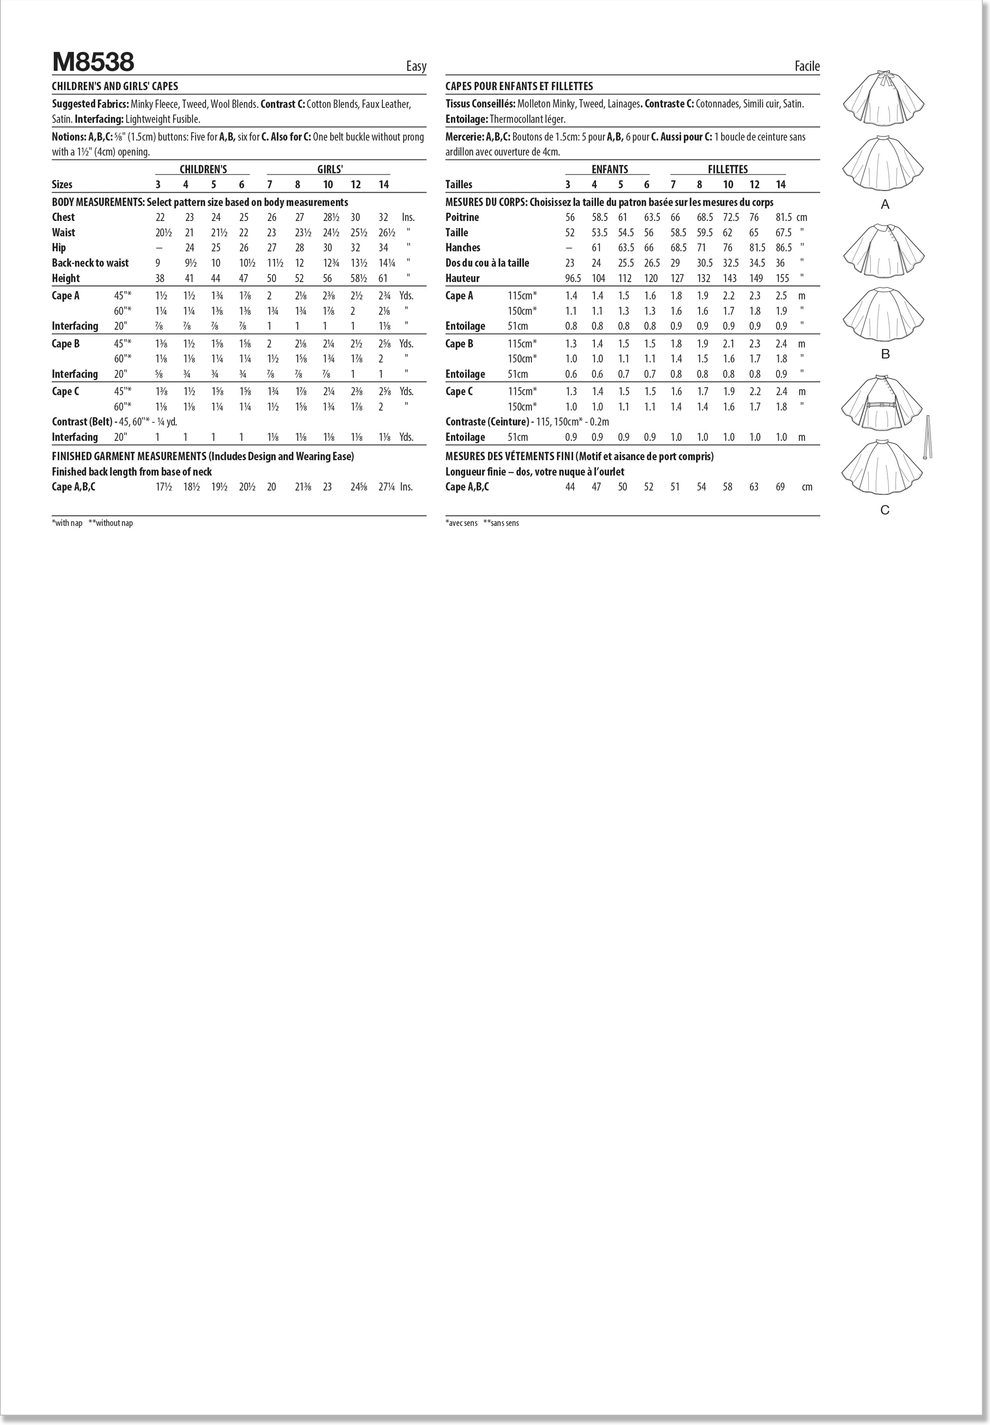 M8538 Easy
CHILDREN'S AND GIRLS' CAPES
Suggested Fabrics: Minky Fleece, Tweed, Wool Blends. Contrast C: Cotton Blends, Faux Leather,
Satin. Interfacing: Lightweight Fusible.
Notions: A,B,C: ⅝" (1.5cm) buttons: Five for A,B, six for C. Also for C: One belt buckle without prong
with a 1½" (4cm) opening.
CHILDREN'S GIRLS'
Sizes 3 4 5 6 7 8 10 12 14
BODY MEASUREMENTS: Select pattern size based on body measurements
Chest 22 23 24 25 26 27 28½ 30 32 Ins.
Waist 20½ 21 21½ 22 23 23½ 24½ 25½ 26½ "
Hip – 24 25 26 27 28 30 32 34 "
Back-neck to waist 9 9½ 10 10½ 11½ 12 12¾ 13½ 14¼ "
Height 38 41 44 47 50 52 56 58½ 61 "
Cape A 45"* 1½ 1½ 1¾ 1⅞ 2 2⅛ 2⅜ 2½ 2¾ Yds.
60"* 1¼ 1¼ 1⅜ 1⅜ 1¾ 1¾ 1⅞ 2 2⅛ "
Interfacing 20" ⅞ ⅞ ⅞ ⅞ 1 1 1 1 1⅛ "
Cape B 45"* 1⅜ 1½ 1⅝ 1⅝ 2 2⅛ 2¼ 2½ 2⅝ Yds.
60"* 1⅛ 1⅛ 1¼ 1¼ 1½ 1⅝ 1¾ 1⅞ 2 "
Interfacing 20" ⅝ ¾ ¾ ¾ ⅞ ⅞ ⅞ 1 1 "
Cape C 45"* 1⅜ 1½ 1⅝ 1⅝ 1¾ 1⅞ 2¼ 2⅜ 2⅝ Yds.
60"* 1⅛ 1⅛ 1¼ 1¼ 1½ 1⅝ 1¾ 1⅞ 2 "
Contrast (Belt) - 45, 60"* - ¼ yd.
Interfacing 20" 1 1 1 1 1⅛ 1⅛ 1⅛ 1⅛ 1⅛ Yds.
FINISHED GARMENT MEASUREMENTS (Includes Design and Wearing Ease)
Finished back length from base of neck
Cape A,B,C 17½ 18½ 19½ 20½ 20 21⅜ 23 24⅝ 27¼ Ins.
*with nap **without nap
Facile
CAPES POUR ENFANTS ET FILLETTES
Tissus Conseillés: Molleton Minky, Tweed, Lainages. Contraste C: Cotonnades, Simili cuir, Satin.
Entoilage: Thermocollant léger.
Mercerie: A,B,C: Boutons de 1.5cm: 5 pour A,B, 6 pour C. Aussi pour C: 1 boucle de ceinture sans
ardillon avec ouverture de 4cm.
ENFANTS FILLETTES
Tailles 3 4 5 6 7 8 10 12 14
MESURES DU CORPS: Choisissez la taille du patron basée sur les mesures du corps
Poitrine 56 58.5 61 63.5 66 68.5 72.5 76 81.5 cm
Taille 52 53.5 54.5 56 58.5 59.5 62 65 67.5 "
Hanches – 61 63.5 66 68.5 71 76 81.5 86.5 "
Dos du cou à la taille 23 24 25.5 26.5 29 30.5 32.5 34.5 36 "
Hauteur 96.5 104 112 120 127 132 143 149 155 "
Cape A 115cm* 1.4 1.4 1.5 1.6 1.8 1.9 2.2 2.3 2.5 m
150cm* 1.1 1.1 1.3 1.3 1.6 1.6 1.7 1.8 1.9 "
Entoilage 51cm 0.8 0.8 0.8 0.8 0.9 0.9 0.9 0.9 0.9 "
Cape B 115cm* 1.3 1.4 1.5 1.5 1.8 1.9 2.1 2.3 2.4 m
150cm* 1.0 1.0 1.1 1.1 1.4 1.5 1.6 1.7 1.8 "
Entoilage 51cm 0.6 0.6 0.7 0.7 0.8 0.8 0.8 0.8 0.9 "
Cape C 115cm* 1.3 1.4 1.5 1.5 1.6 1.7 1.9 2.2 2.4 m
150cm* 1.0 1.0 1.1 1.1 1.4 1.4 1.6 1.7 1.8 "
Contraste (Ceinture) - 115, 150cm* - 0.2m
Entoilage 51cm 0.9 0.9 0.9 0.9 1.0 1.0 1.0 1.0 1.0 m
MESURES DES VÉTEMENTS FINI (Motif et aisance de port compris)
Longueur finie – dos, votre nuque à l'ourlet
Cape A,B,C 44 47 50 52 51 54 58 63 69 cm
*avec sens **sans sens
A
B
C